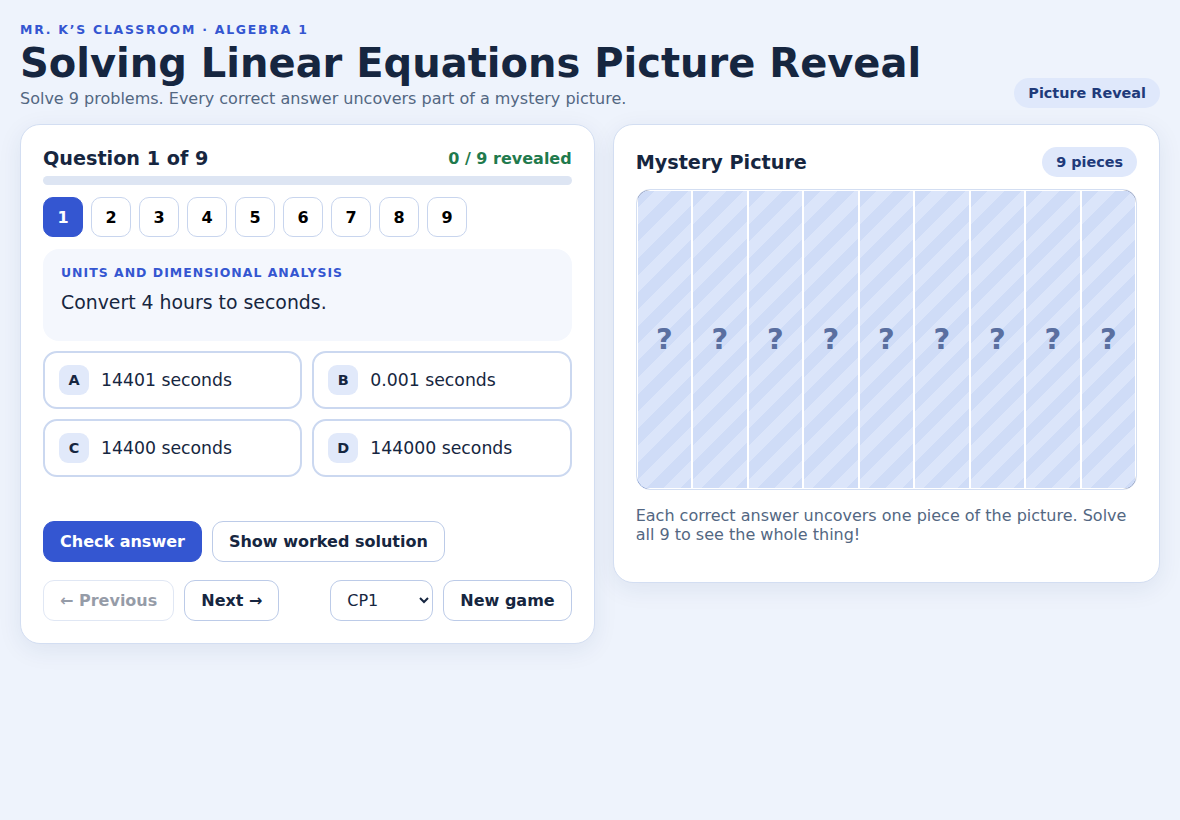 MR. K’S CLASSROOM · ALGEBRA 1
Solving Linear Equations Picture Reveal
Solve 9 problems. Every correct answer uncovers part of a mystery picture.
Picture Reveal
Question 1 of 9
0 / 9 revealed
1 2 3 4 5 6 7 8 9
UNITS AND DIMENSIONAL ANALYSIS
Convert 4 hours to seconds.
A 14401 seconds
B 0.001 seconds
C 14400 seconds
D 144000 seconds
Check answer
Show worked solution
← Previous
Next →
CP1
New game
Mystery Picture
9 pieces
? ? ? ? ? ? ? ? ?
Each correct answer uncovers one piece of the picture. Solve
all 9 to see the whole thing!